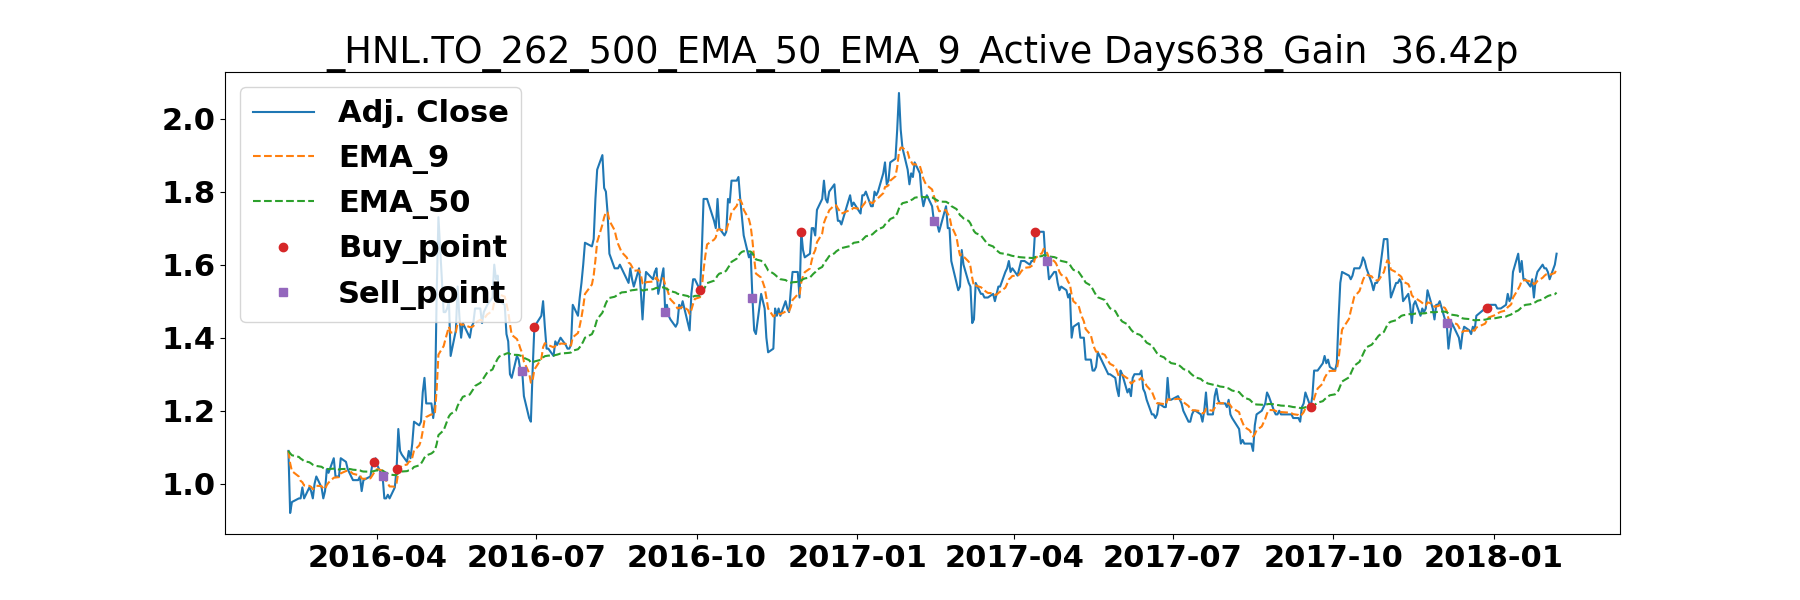 _HNL.TO_262_500_EMA_50_EMA_9_Active Days638_Gain  36.42p
Adj. Close
EMA_9
EMA_50
Buy_point
Sell_point
2.0
1.8
1.6
1.4
1.2
1.0
2016-04 2016-07 2016-10 2017-01 2017-04 2017-07 2017-10 2018-01